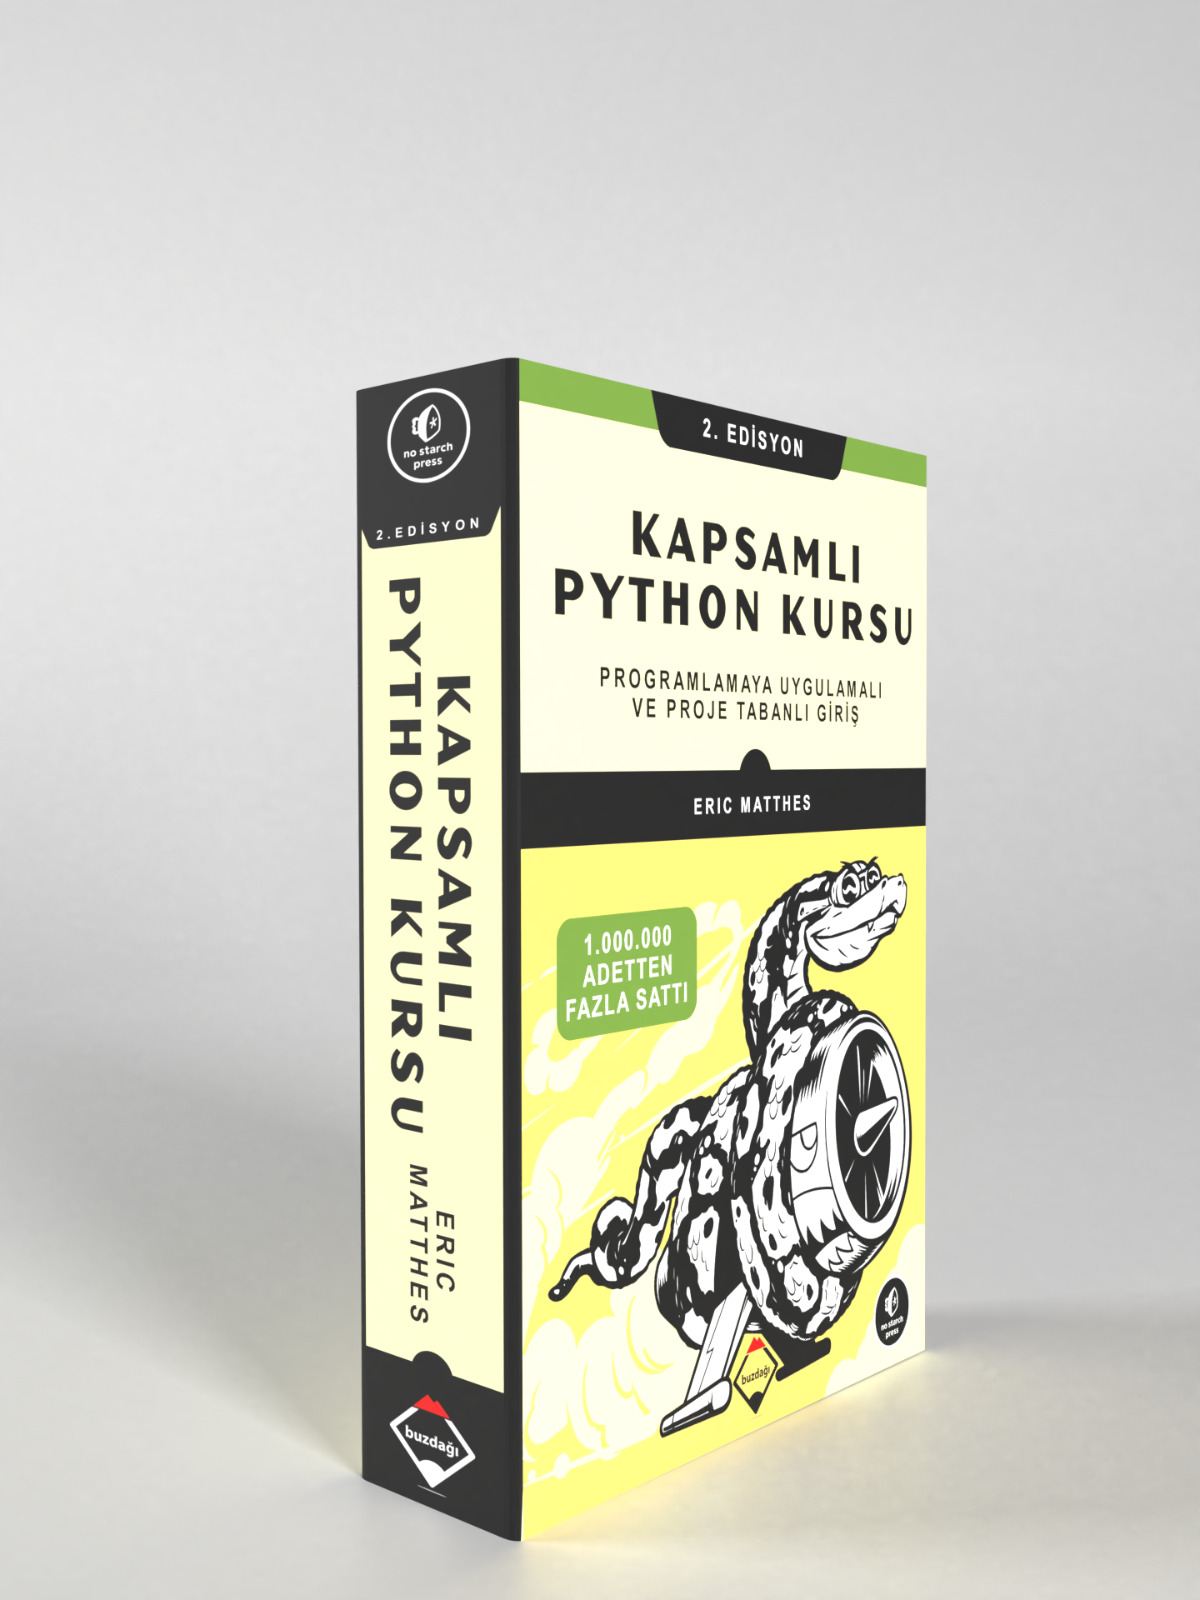 no starch
press
2.EDİSYON
KAPSAMLI
PYTHON KURSU
ERIC
MATTHES
buzdağı
2. EDİSYON
KAPSAMLI
PYTHON KURSU
PROGRAMLAMAYA UYGULAMALI
VE PROJE TABANLI GİRİŞ
ERIC MATTHES
1.000.000
ADETTEN
FAZLA SATTI
no starch
press
buzdağı